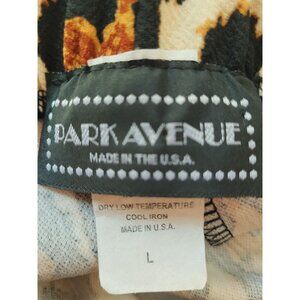 PARK AVENUE
MADE IN THE U.S.A.
DRY LOW TEMPERATURE
COOL IRON
MADE IN U.S.A.
L